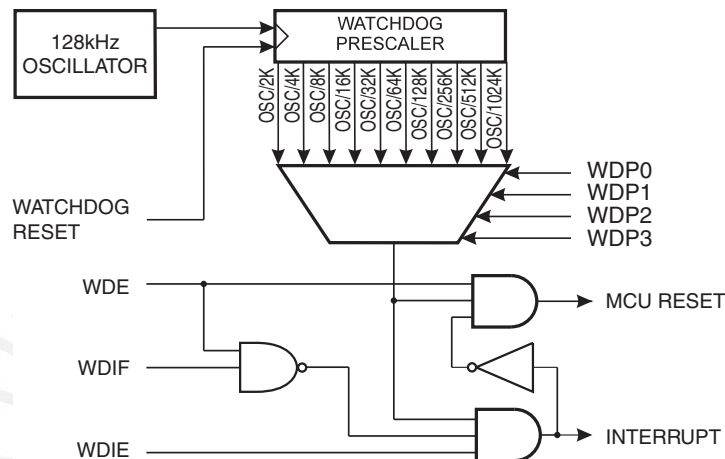 128kHz
OSCILLATOR
WATCHDOG
PRESCALER
OSC/2K
OSC/4K
OSC/8K
OSC/16K
OSC/32K
OSC/64K
OSC/128K
OSC/256K
OSC/512K
OSC/1024K
WATCHDOG
RESET
WDP0
WDP1
WDP2
WDP3
WDE
MCU RESET
WDIF
WDIE
INTERRUPT